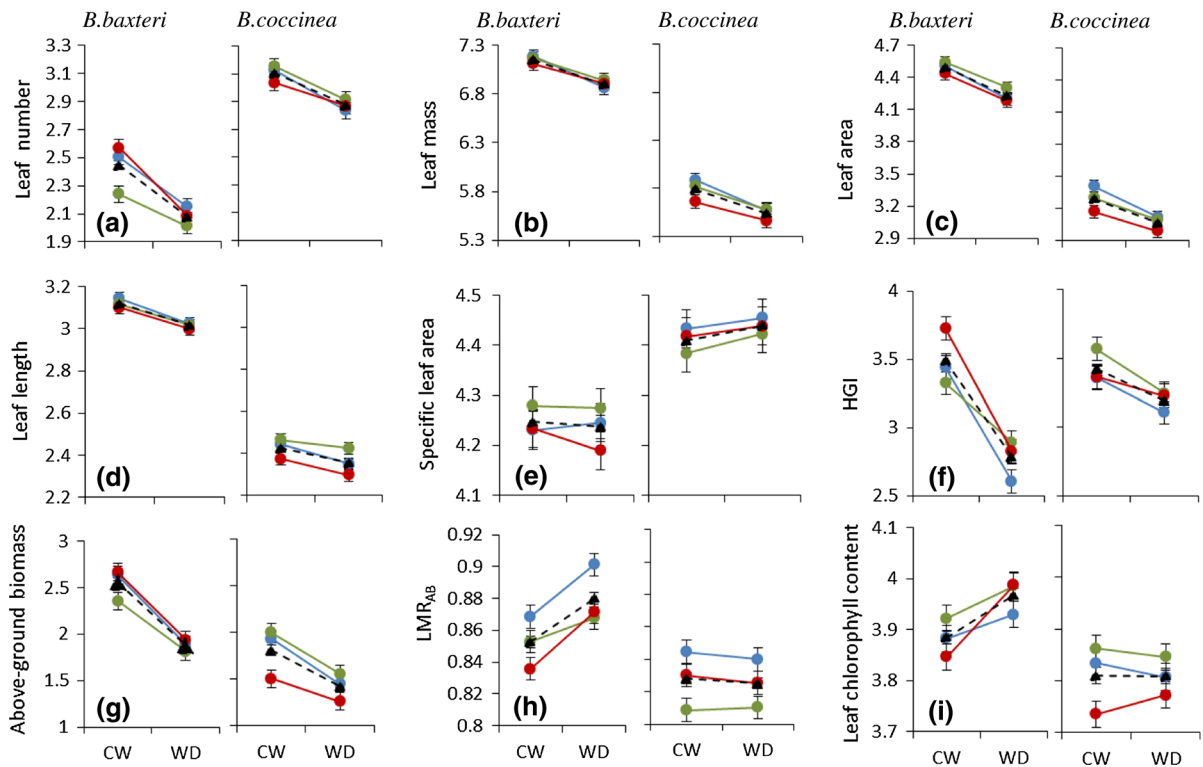 B.baxteri B.coccinea B.baxteri B.coccinea B.baxteri B.coccinea
Leaf number
3.3
3.1
2.9
2.7
2.5
2.3
2.1
1.9
(a)
Leaf mass
7.3
6.8
5.8
5.3
(b)
Leaf area
4.7
4.4
4.1
3.8
3.5
3.2
2.9
(c)
Leaf length
3.2
3
2.6
2.4
2.2
(d)
Specific leaf area
4.5
4.4
4.3
4.2
4.1
(e)
HGI
4
3.5
3
2.5
(f)
Above-ground biomass
3
2.5
2
1.5
1
(g)
CW WD CW WD
LMRAB
0.92
0.9
0.88
0.86
0.84
0.82
0.8
(h)
CW WD CW WD
Leaf chlorophyll content
4.1
4
3.9
3.8
3.7
(i)
CW WD CW WD